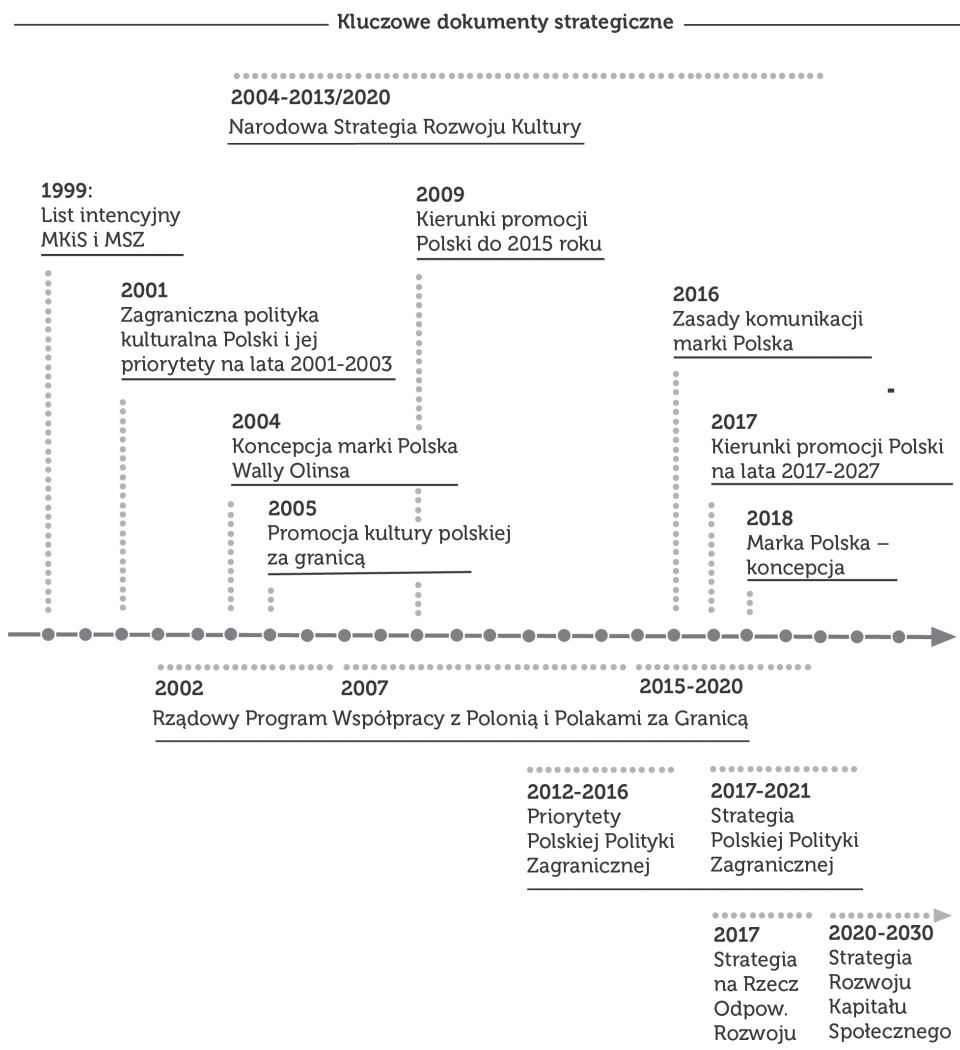 Kluczowe dokumenty strategiczne
2004-2013/2020
Narodowa Strategia Rozwoju Kultury
1999:
List intencyjny
MKiS i MSZ
2009
Kierunki promocji
Polski do 2015 roku
2001
Zagraniczna polityka
kulturalna Polski i jej
priorytety na lata 2001-2003
2016
Zasady komunikacji
marki Polska
-
2004
Koncepcja marki Polska
Wally Olinsa
2017
Kierunki promocji Polski
na lata 2017-2027
2005
Promocja kultury polskiej
za granicą
2018
Marka Polska –
koncepcja
2002
2007
2015-2020
Rządowy Program Współpracy z Polonią i Polakami za Granicą
2012-2016
Priorytety
Polskiej Polityki
Zagranicznej
2017-2021
Strategia
Polskiej Polityki
Zagranicznej
2017
Strategia
na Rzecz
Odpow.
Rozwoju
2020-2030
Strategia
Rozwoju
Kapitału
Społecznego